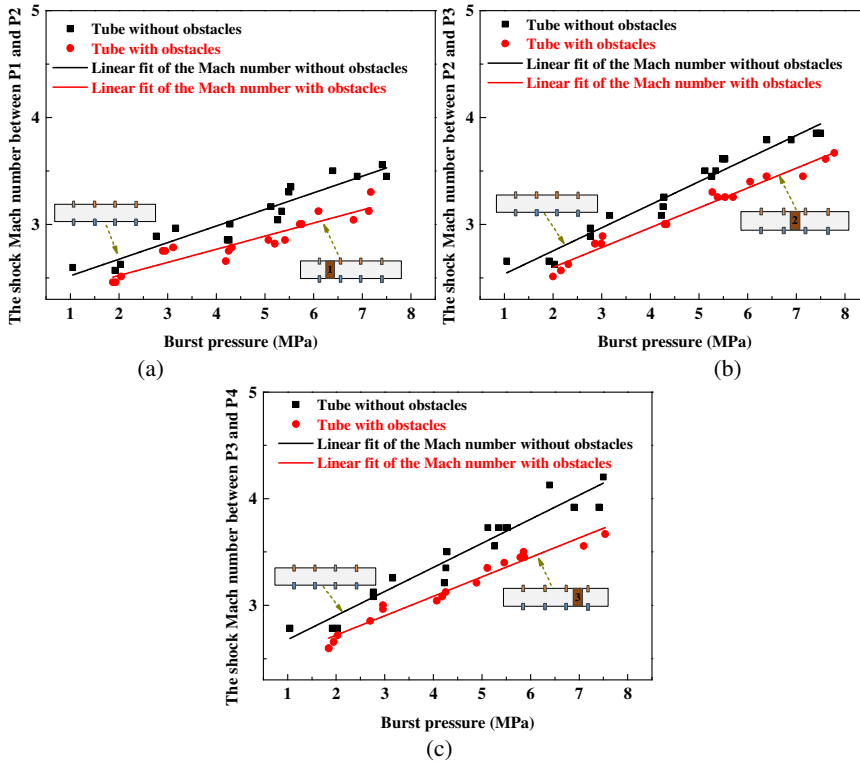 The shock Mach number between P1 and P2
5
4
3
Tube without obstacles
Tube with obstacles
Linear fit of the Mach number without obstacles
Linear fit of the Mach number with obstacles
1
1 2 3 4 5 6 7 8
Burst pressure (MPa)
(a)
The shock Mach number between P2 and P3
5
4
3
Tube without obstacles
Tube with obstacles
Linear fit of the Mach number without obstacles
Linear fit of the Mach number with obstacles
2
1 2 3 4 5 6 7 8
Burst pressure (MPa)
(b)
The shock Mach number between P3 and P4
5
4
3
Tube without obstacles
Tube with obstacles
Linear fit of the Mach number without obstacles
Linear fit of the Mach number with obstacles
3
1 2 3 4 5 6 7 8
Burst pressure (MPa)
(c)